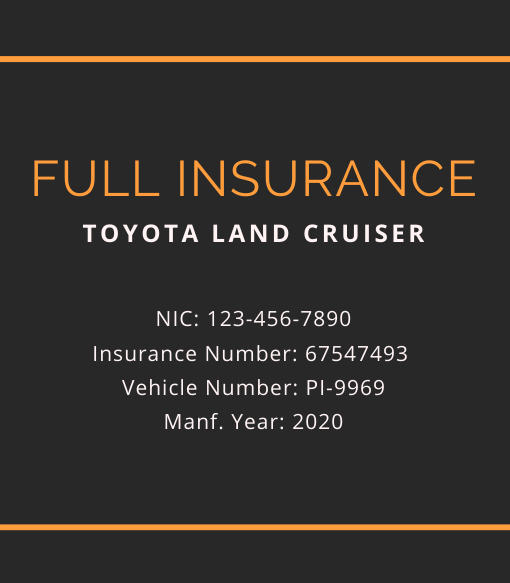 FULL INSURANCE
TOYOTA LAND CRUISER
NIC: 123-456-7890
Insurance Number: 67547493
Vehicle Number: PI-9969
Manf. Year: 2020